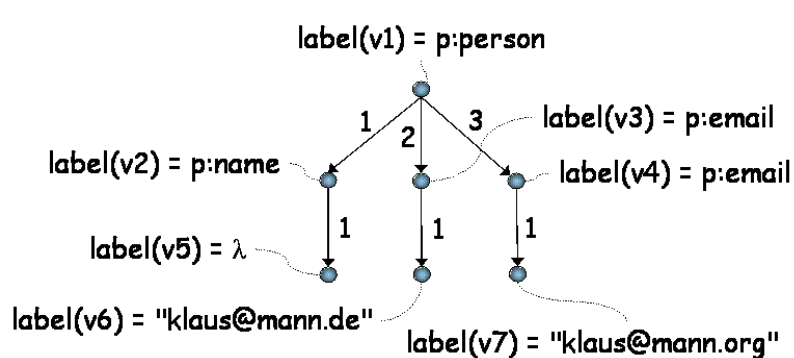 label(v1) = p:person
1
2
3
label(v3) = p:email
label(v2) = p:name
label(v4) = p:email
1
1
1
label(v5) = λ
label(v6) = "klaus@mann.de"
label(v7) = "klaus@mann.org"